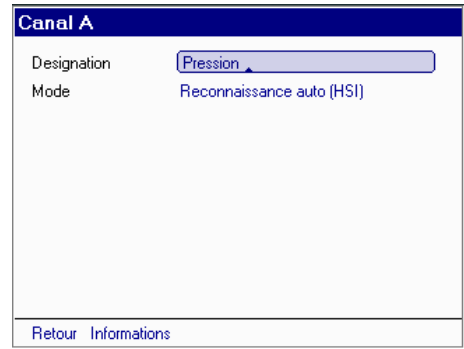 Canal A
Designation Pression
Mode Reconnaissance auto (HSI)
Retour Informations